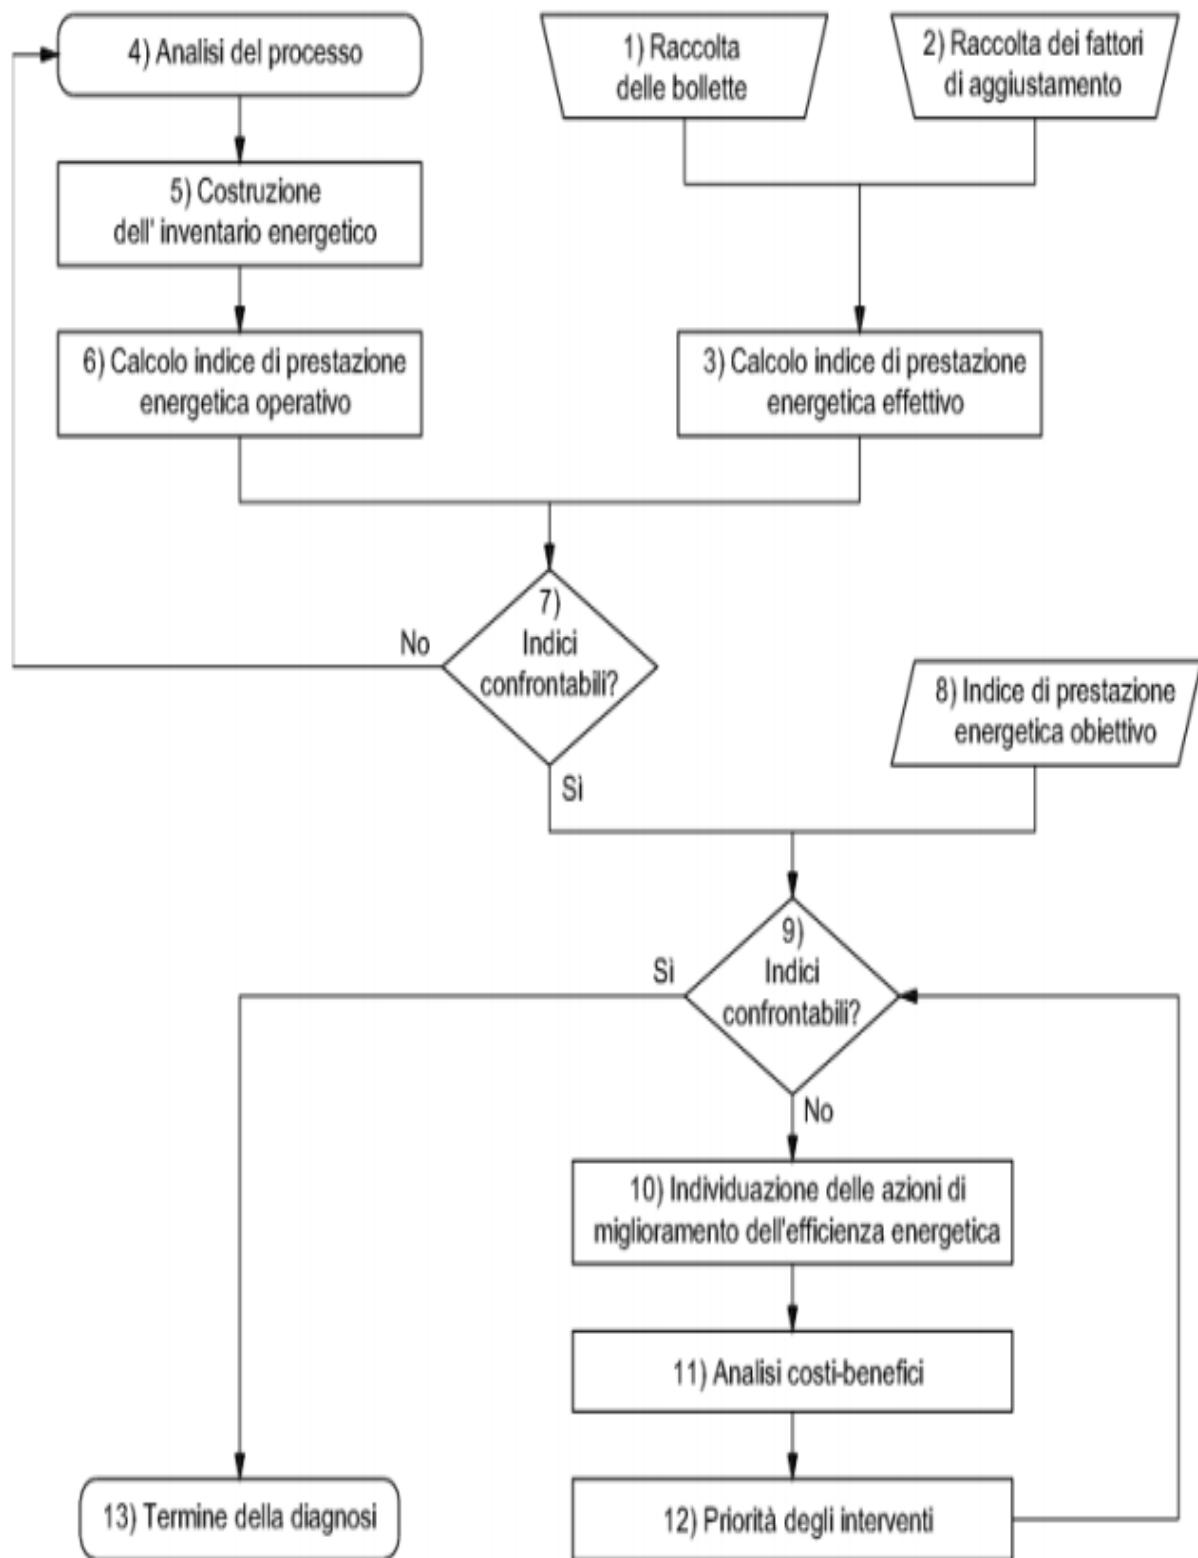 4) Analisi del processo
1) Raccolta
delle bollette
2) Raccolta dei fattori
di aggiustamento
5) Costruzione
dell' inventario energetico
6) Calcolo indice di prestazione
energetica operativo
3) Calcolo indice di prestazione
energetica effettivo
7)
Indici
confrontabili?
No
Sì
8) Indice di prestazione
energetica obiettivo
9)
Indici
confrontabili?
Sì
No
10) Individuazione delle azioni di
miglioramento dell'efficienza energetica
11) Analisi costi-benefici
12) Priorità degli interventi
13) Termine della diagnosi